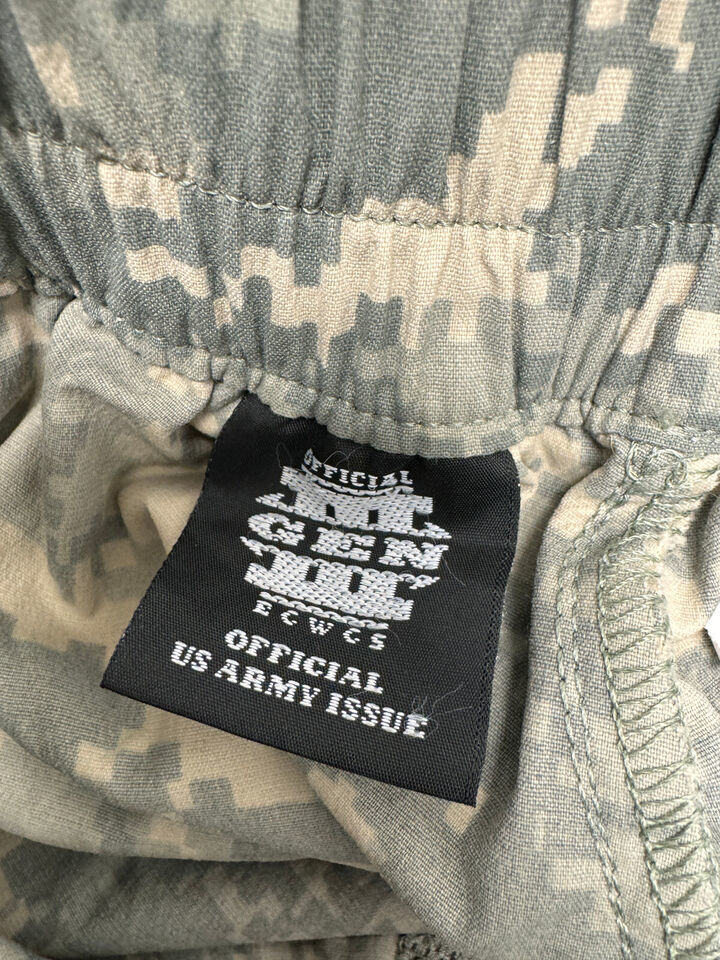 OFFICIAL
III
GEN
III
ECWCS
OFFICIAL
US ARMY ISSUE